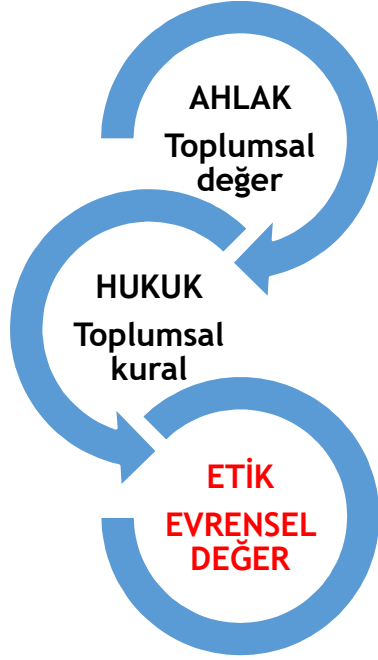 AHLAK
Toplumsal
değer
HUKUK
Toplumsal
kural
ETİK
EVRENSEL
DEĞER